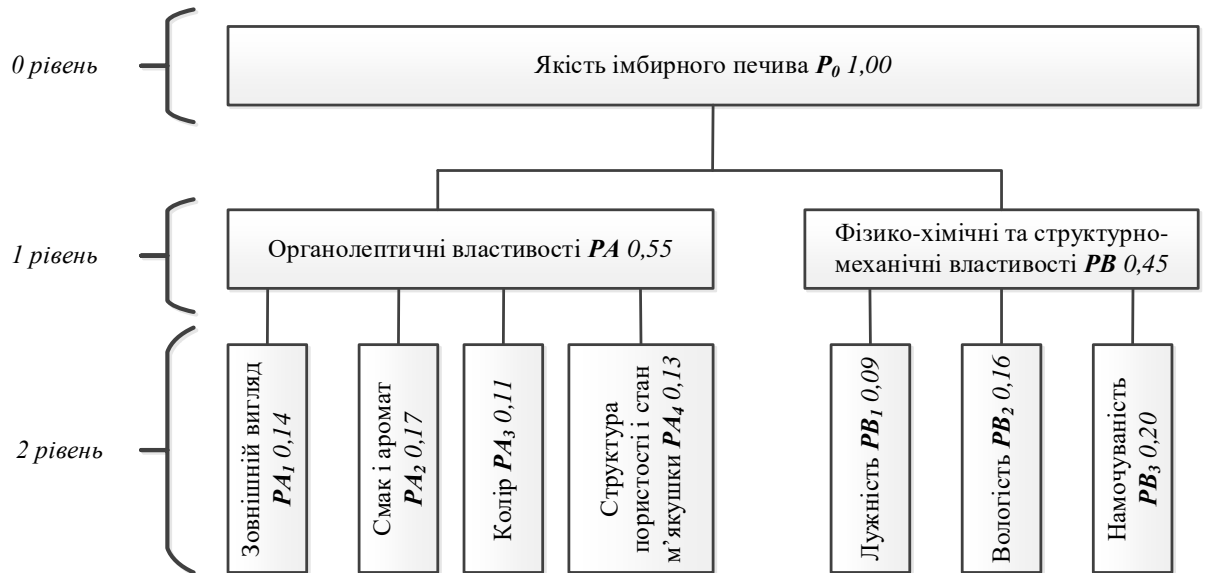 0 рівень
Якість імбирного печива P₀ 1,00
1 рівень
Органолептичні властивості PA 0,55
Фізико-хімічні та структурно-
механічні властивості PB 0,45
2 рівень
Зовнішній вигляд
PA₁ 0,14
Смак і аромат
PA₂ 0,17
Колір PA₃ 0,11
Структура
пористості і стан
м’якушки PA₄ 0,13
Лужність PB₁ 0,09
Вологість PB₂ 0,16
Намочуваність
PB₃ 0,20